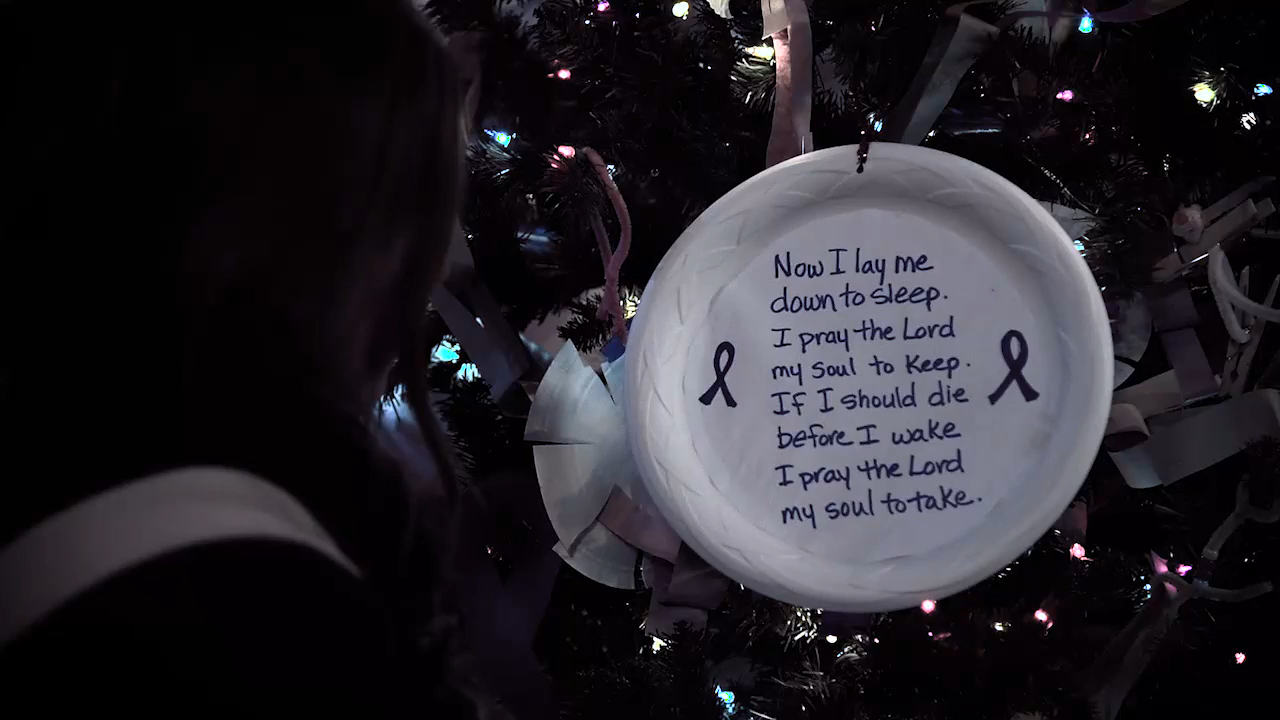 Now I lay me
down to sleep.
I pray the Lord
my soul to Keep.
If I should die
before I wake
I pray the Lord
my soul to take.